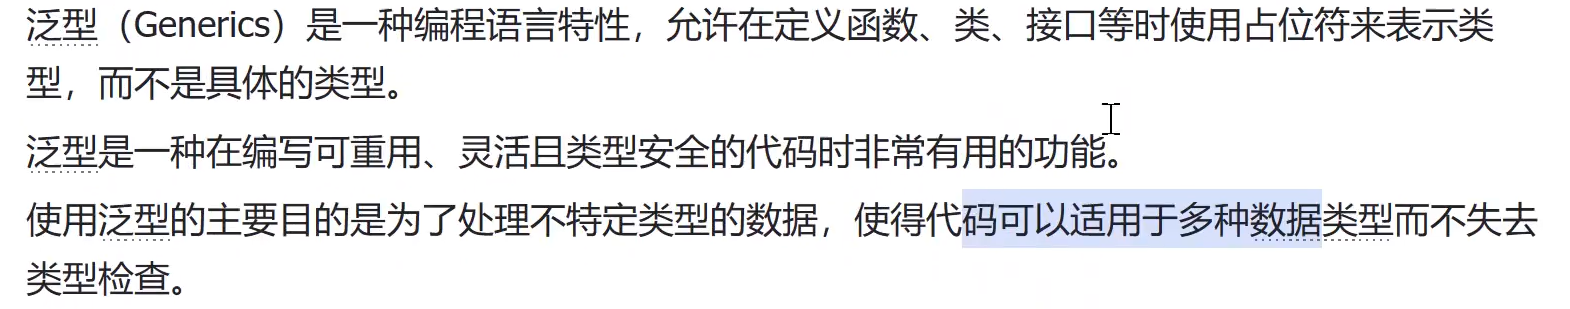 泛型（Generics）是一种编程语言特性，允许在定义函数、类、接口等时使用占位符来表示类
型，而不是具体的类型。
泛型是一种在编写可重用、灵活且类型安全的代码时非常有用的功能。
使用泛型的主要目的是为了处理不特定类型的数据，使得代码可以适用于多种数据类型而不失去
类型检查。